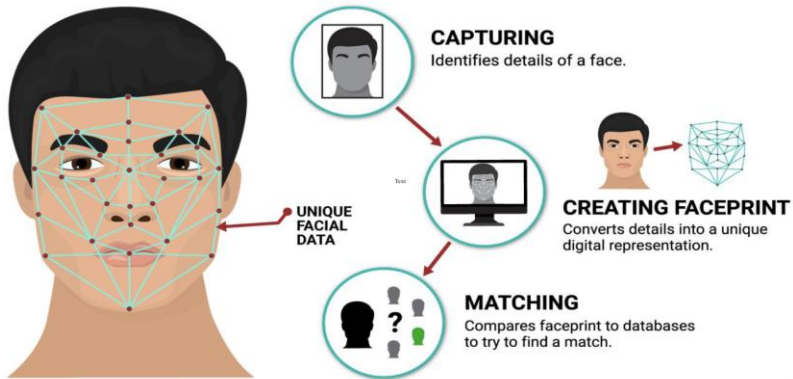 CAPTURING
Identifies details of a face.
Text
UNIQUE
FACIAL
DATA
CREATING FACEPRINT
Converts details into a unique
digital representation.
?
MATCHING
Compares faceprint to databases
to try to find a match.